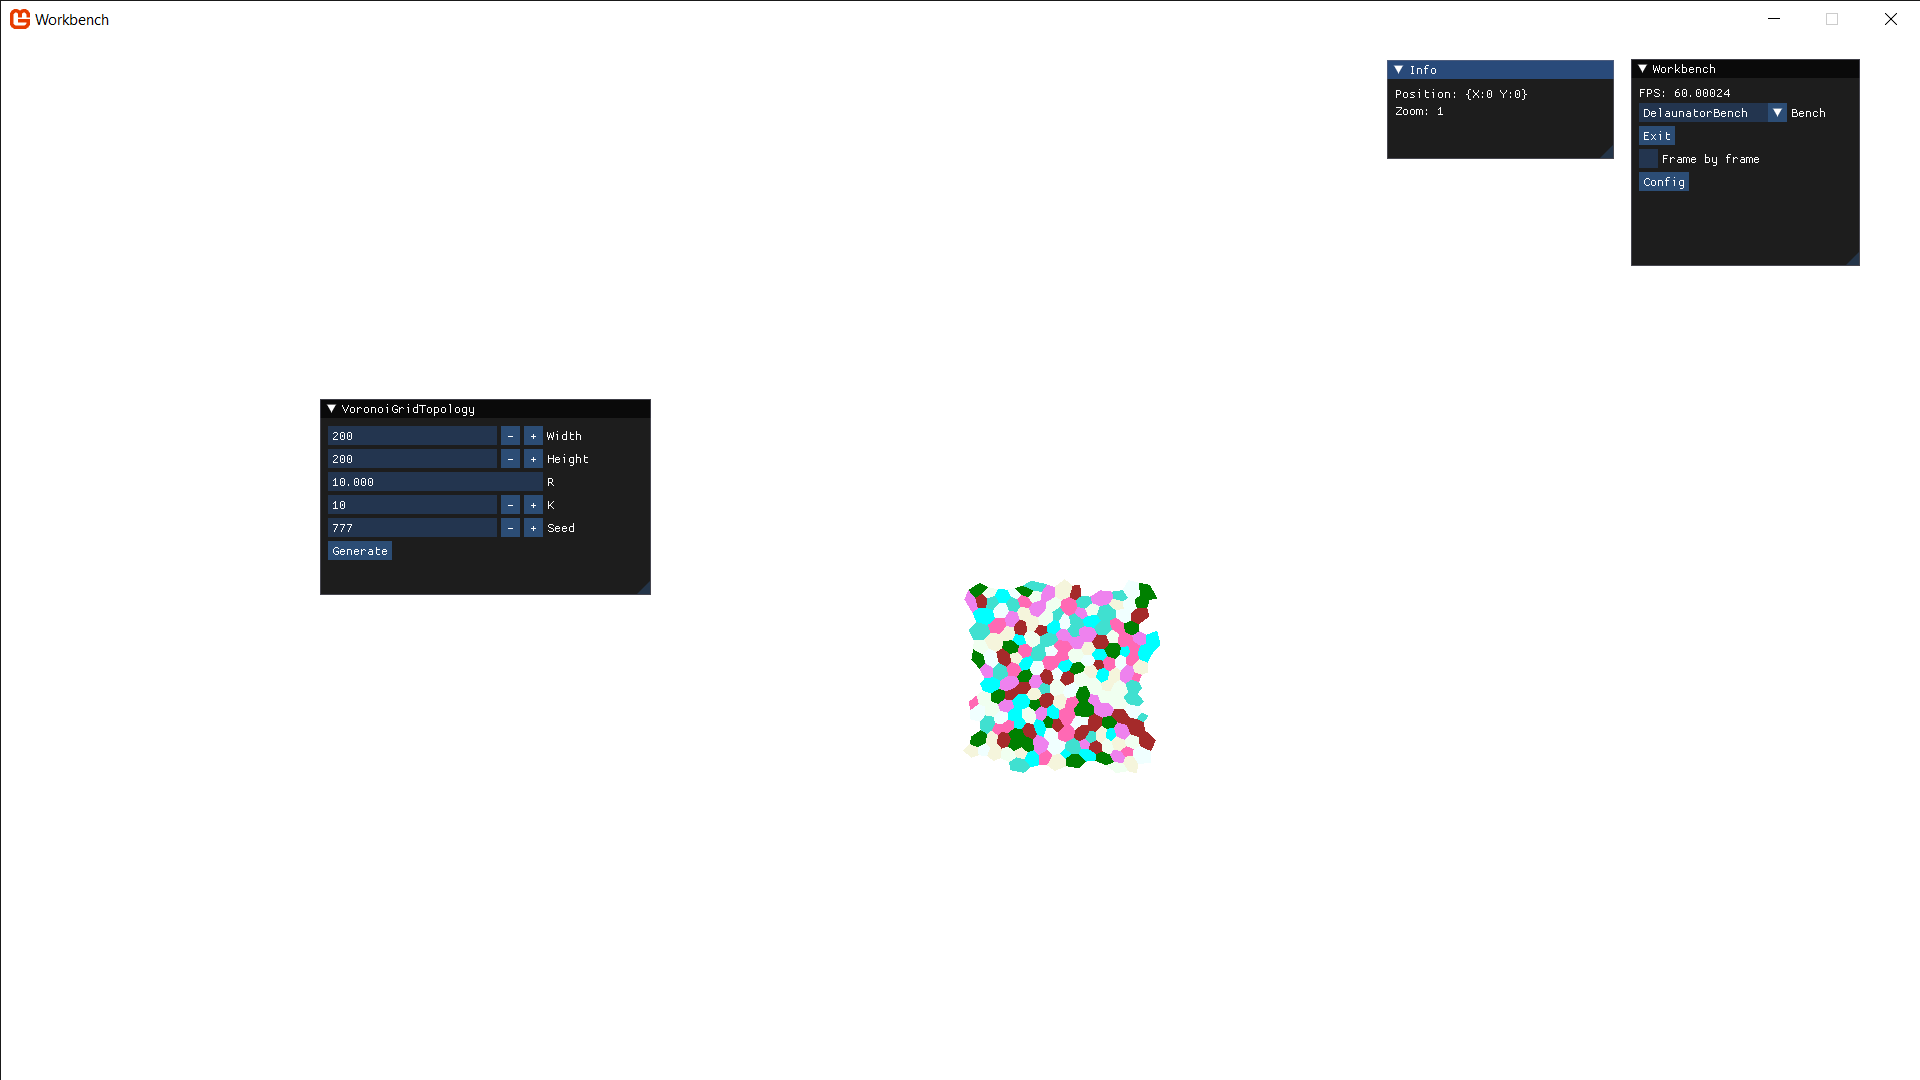 Workbench
Info
Position: {X:0 Y:0}
Zoom: 1
Workbench
FPS: 60.00024
DelaunatorBench Bench
Exit
Frame by frame
Config
VoronoiGridTopology
200 - + Width
200 - + Height
10.000 R
10 - + K
777 - + Seed
Generate